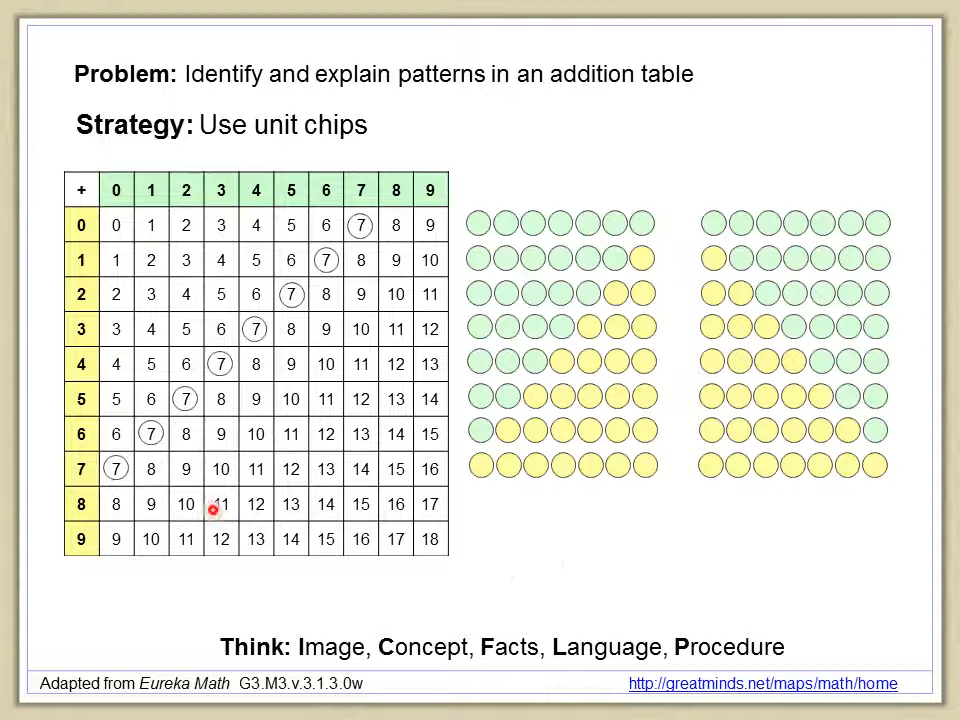 Problem: Identify and explain patterns in an addition table
Strategy: Use unit chips
+ 0 1 2 3 4 5 6 7 8 9
0 0 1 2 3 4 5 6 7 8 9
1 1 2 3 4 5 6 7 8 9 10
2 2 3 4 5 6 7 8 9 10 11
3 3 4 5 6 7 8 9 10 11 12
4 4 5 6 7 8 9 10 11 12 13
5 5 6 7 8 9 10 11 12 13 14
6 6 7 8 9 10 11 12 13 14 15
7 7 8 9 10 11 12 13 14 15 16
8 8 9 10 11 12 13 14 15 16 17
9 9 10 11 12 13 14 15 16 17 18
Think: Image, Concept, Facts, Language, Procedure
Adapted from Eureka Math G3.M3.v.3.1.3.0w
http://greatminds.net/maps/math/home